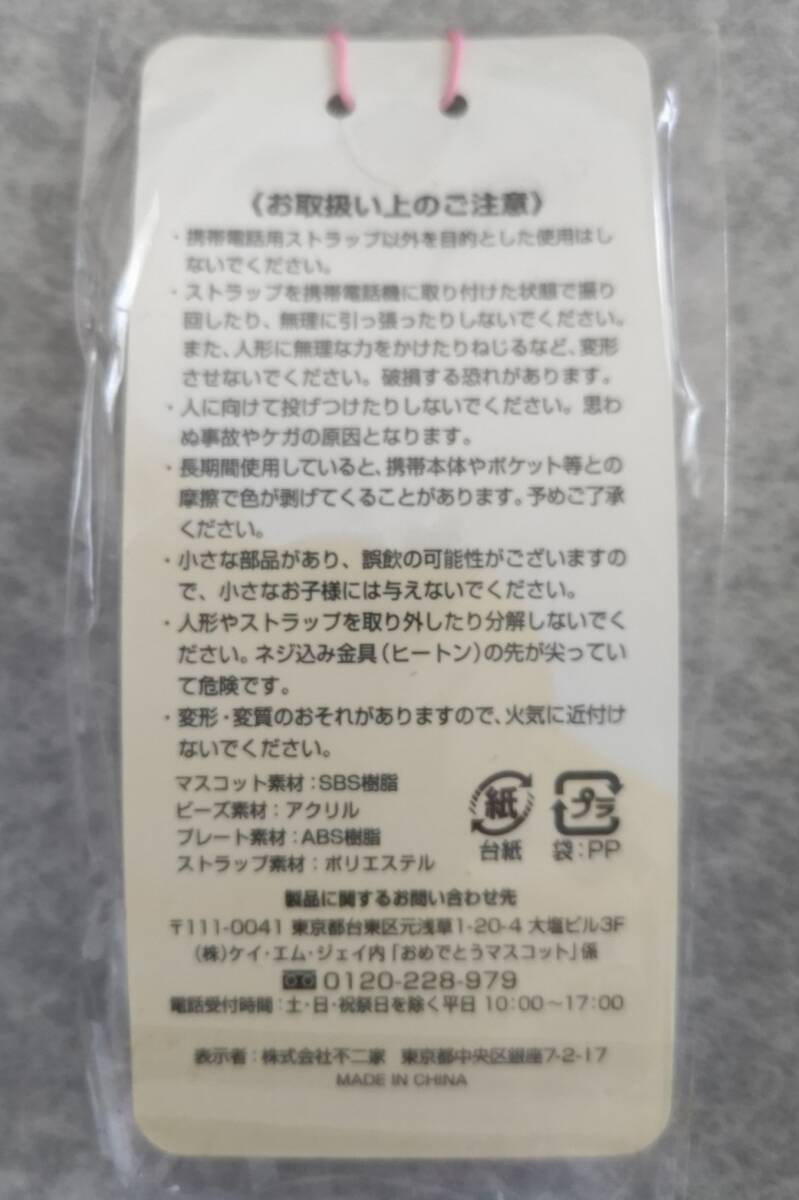 《お取扱い上のご注意》
・携帯電話用ストラップ以外を目的とした使用はし
ないでください。
・ストラップを携帯電話機に取り付けた状態で振り
回したり、無理に引っ張ったりしないでください。
また、人形に無理な力をかけたりねじるなど、変形
させないでください。破損する恐れがあります。
・人に向けて投げつけたりしないでください。思わ
ぬ事故やケガの原因となります。
・長期間使用していると、携帯本体やポケット等との
摩擦で色が剥げてくることがあります。予めご了承
ください。
・小さな部品があり、誤飲の可能性がございますの
で、小さなお子様には与えないでください。
・人形やストラップを取り外したり分解しないでく
ださい。ネジ込み金具(ヒートン)の先が尖ってい
て危険です。
・変形・変質のおそれがありますので、火気に近付け
ないでください。
マスコット素材：SBS樹脂
ビーズ素材：アクリル
プレート素材：ABS樹脂
ストラップ素材：ポリエステル
紙
台紙
プラ
袋：PP
製品に関するお問い合わせ先
〒111-0041 東京都台東区元浅草1-20-4 大塩ビル3F
(株)ケイ・エム・ジェイ内「おめでとうマスコット」係
0120-228-979
電話受付時間：土・日・祝祭日を除く平日 10:00〜17:00
表示者：株式会社不二家 東京都中央区銀座7-2-17
MADE IN CHINA